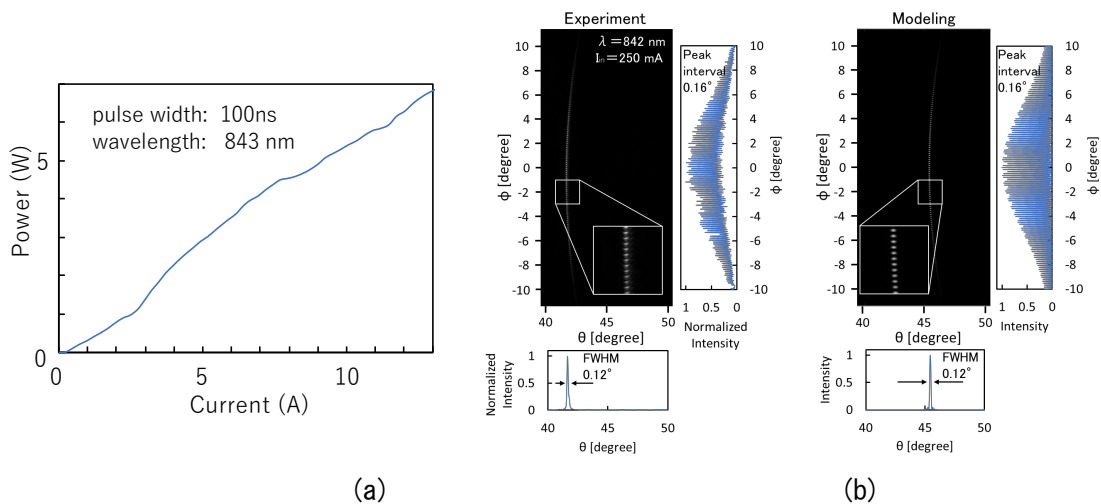 pulse width: 100ns
wavelength: 843 nm
Power (W)
5
0
0
5
10
Current (A)
(a)
Experiment
λ=842 nm
Iin=250 mA
Φ [degree]
10
8
6
4
2
0
-2
-4
-6
-8
-10
40
45
50
θ [degree]
Peak
interval
0.16°
10
8
6
4
2
0
-2
-4
-6
-8
-10
Φ [degree]
1
0.5
0
Normalized
Intensity
Normalized
Intensity
1
0.5
0
FWHM
0.12°
40
45
50
θ [degree]
Modeling
Φ [degree]
10
8
6
4
2
0
-2
-4
-6
-8
-10
40
45
50
θ [degree]
Peak
interval
0.16°
10
8
6
4
2
0
-2
-4
-6
-8
-10
Φ [degree]
1
0.5
0
Intensity
Intensity
1
0.5
0
FWHM
0.12°
40
45
50
θ [degree]
(b)